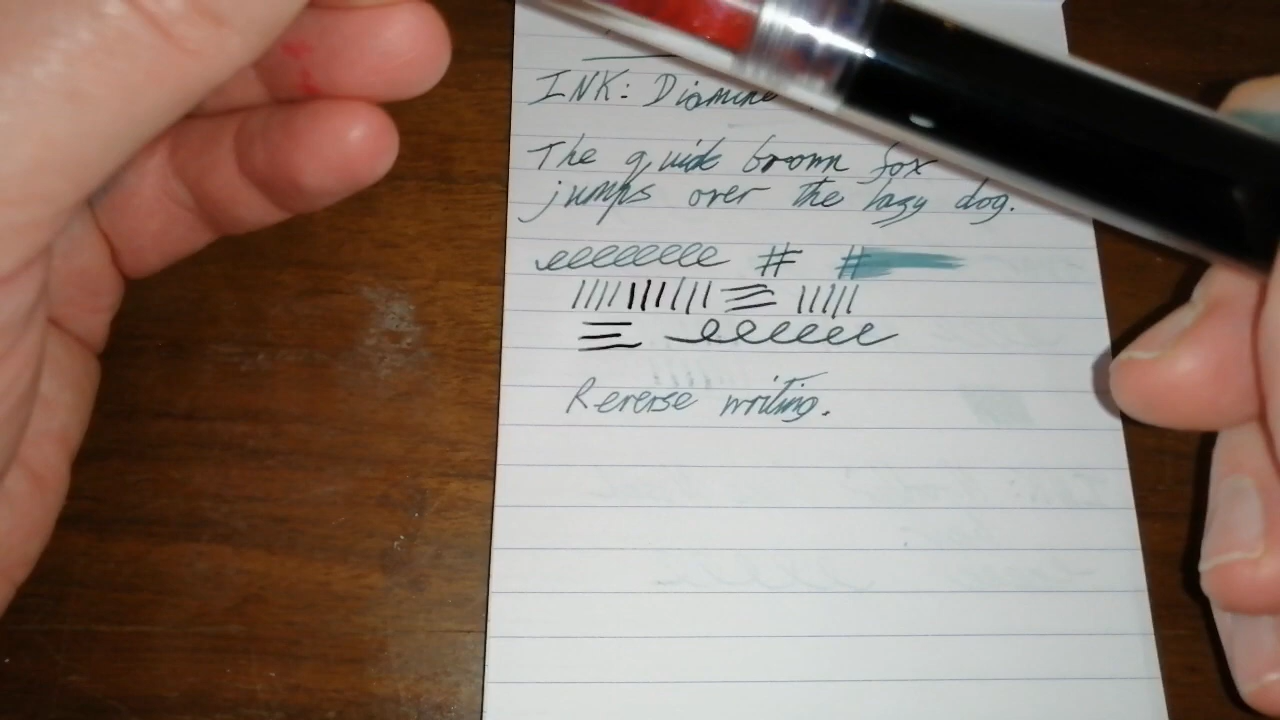 INK: Diamine
The quick brown fox
jumps over the lazy dog.
Reverse writing.